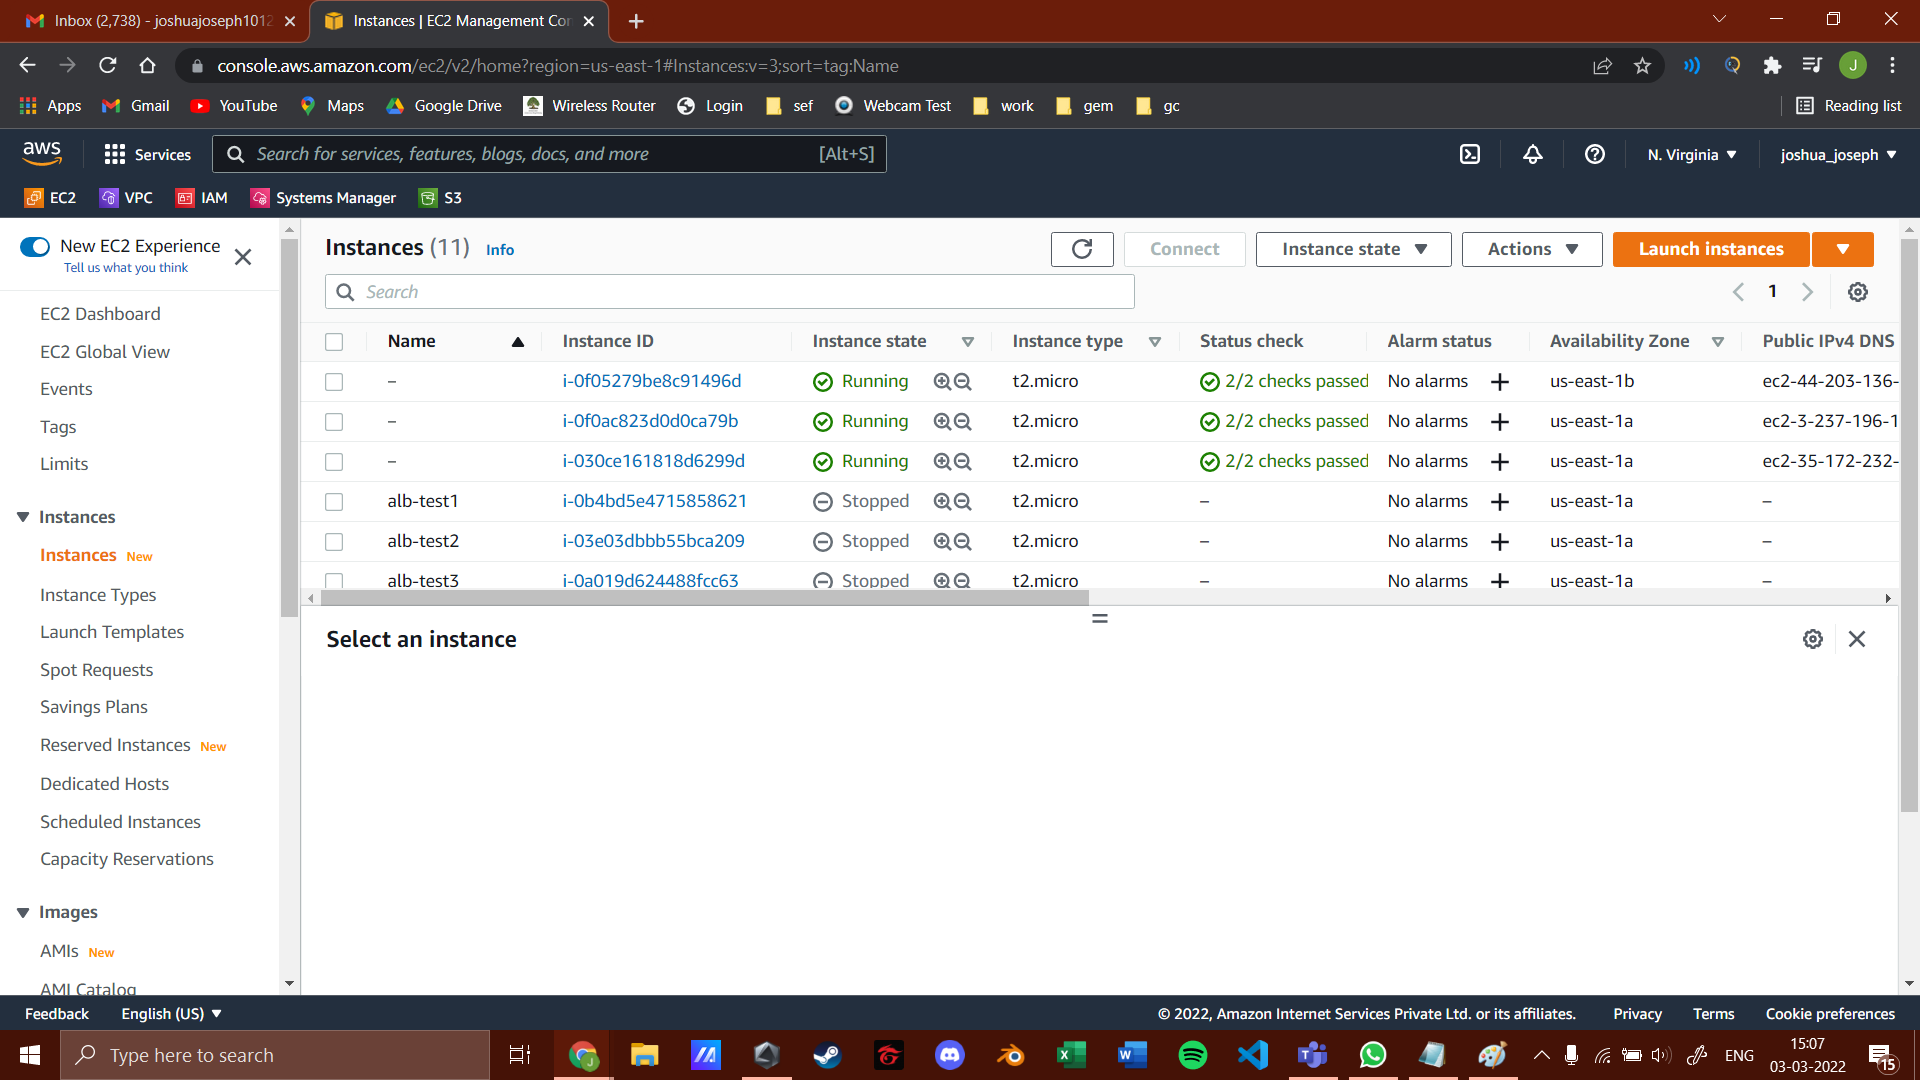 Inbox (2,738) - joshuajoseph1012
Instances | EC2 Management Con
console.aws.amazon.com/ec2/v2/home?region=us-east-1#Instances:v=3;sort=tag:Name
J
Apps Gmail YouTube Maps Google Drive Wireless Router Login sef Webcam Test work gem gc Reading list
aws Services Search for services, features, blogs, docs, and more [Alt+S] N. Virginia joshua_joseph
EC2 VPC IAM Systems Manager S3
New EC2 Experience
Tell us what you think
EC2 Dashboard
EC2 Global View
Events
Tags
Limits
Instances
Instances New
Instance Types
Launch Templates
Spot Requests
Savings Plans
Reserved Instances New
Dedicated Hosts
Scheduled Instances
Capacity Reservations
Images
AMIs New
AMI Catalog
Instances (11) Info Connect Instance state Actions Launch instances
Search 1
Name Instance ID Instance state Instance type Status check Alarm status Availability Zone Public IPv4 DNS
– i-0f05279be8c91496d Running t2.micro 2/2 checks passed No alarms + us-east-1b ec2-44-203-136-
– i-0f0ac823d0d0ca79b Running t2.micro 2/2 checks passed No alarms + us-east-1a ec2-3-237-196-1
– i-030ce161818d6299d Running t2.micro 2/2 checks passed No alarms + us-east-1a ec2-35-172-232-
alb-test1 i-0b4bd5e4715858621 Stopped t2.micro – No alarms + us-east-1a –
alb-test2 i-03e03dbbb55bca209 Stopped t2.micro – No alarms + us-east-1a –
alb-test3 i-0a019d624488fcc63 Stopped t2.micro – No alarms + us-east-1a –
Select an instance
Feedback English (US) © 2022, Amazon Internet Services Private Ltd. or its affiliates. Privacy Terms Cookie preferences
Type here to search ENG 15:07
03-03-2022
15